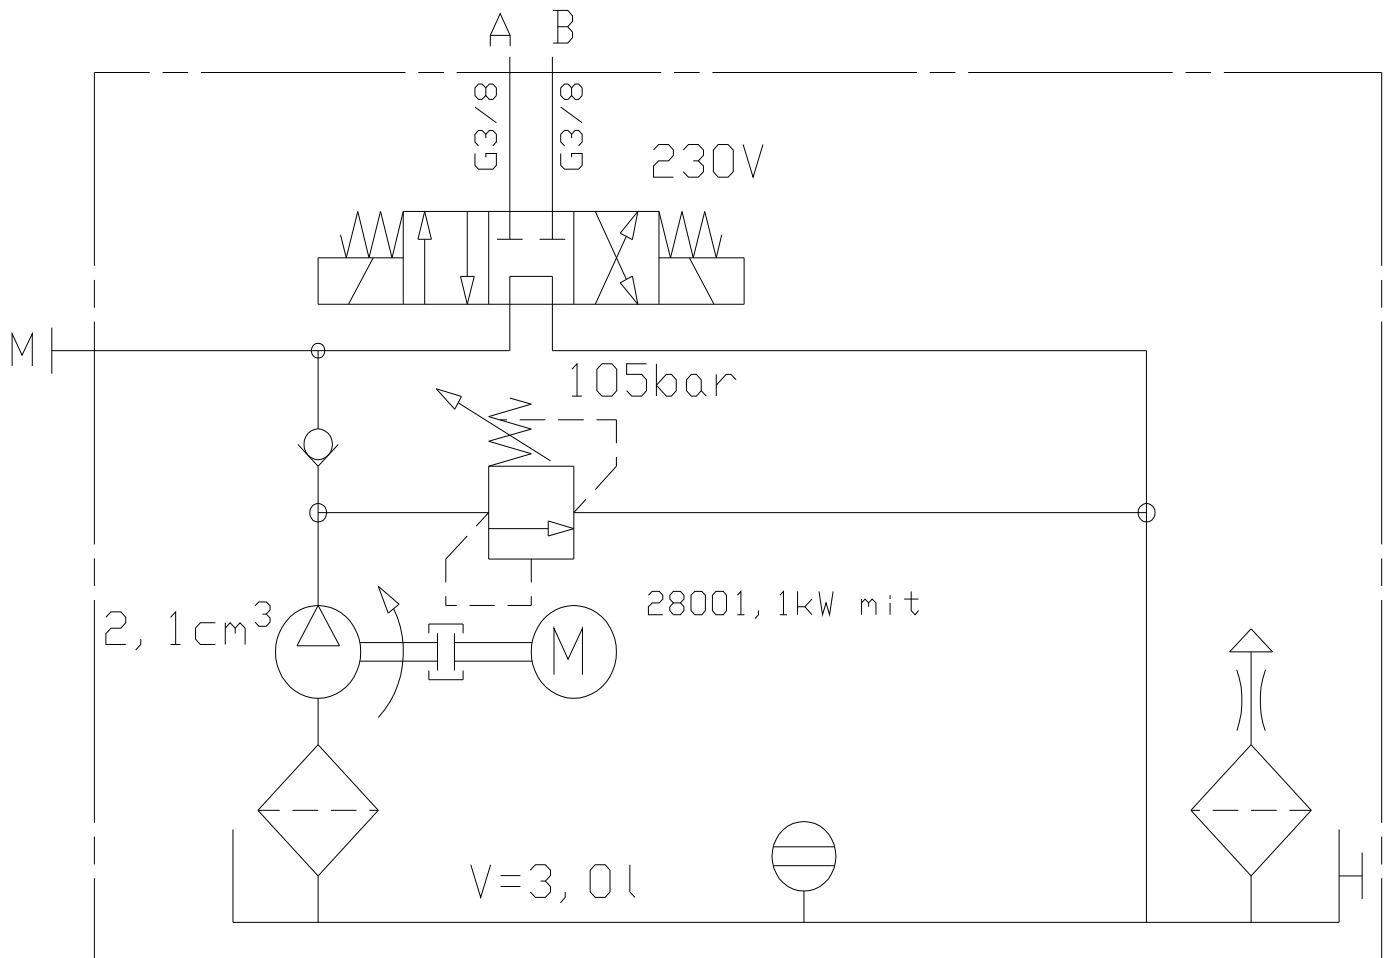 A B
G3/8 G3/8
230V
M
105bar
28001,1kW mit
2,1cm³
M
V=3,0l